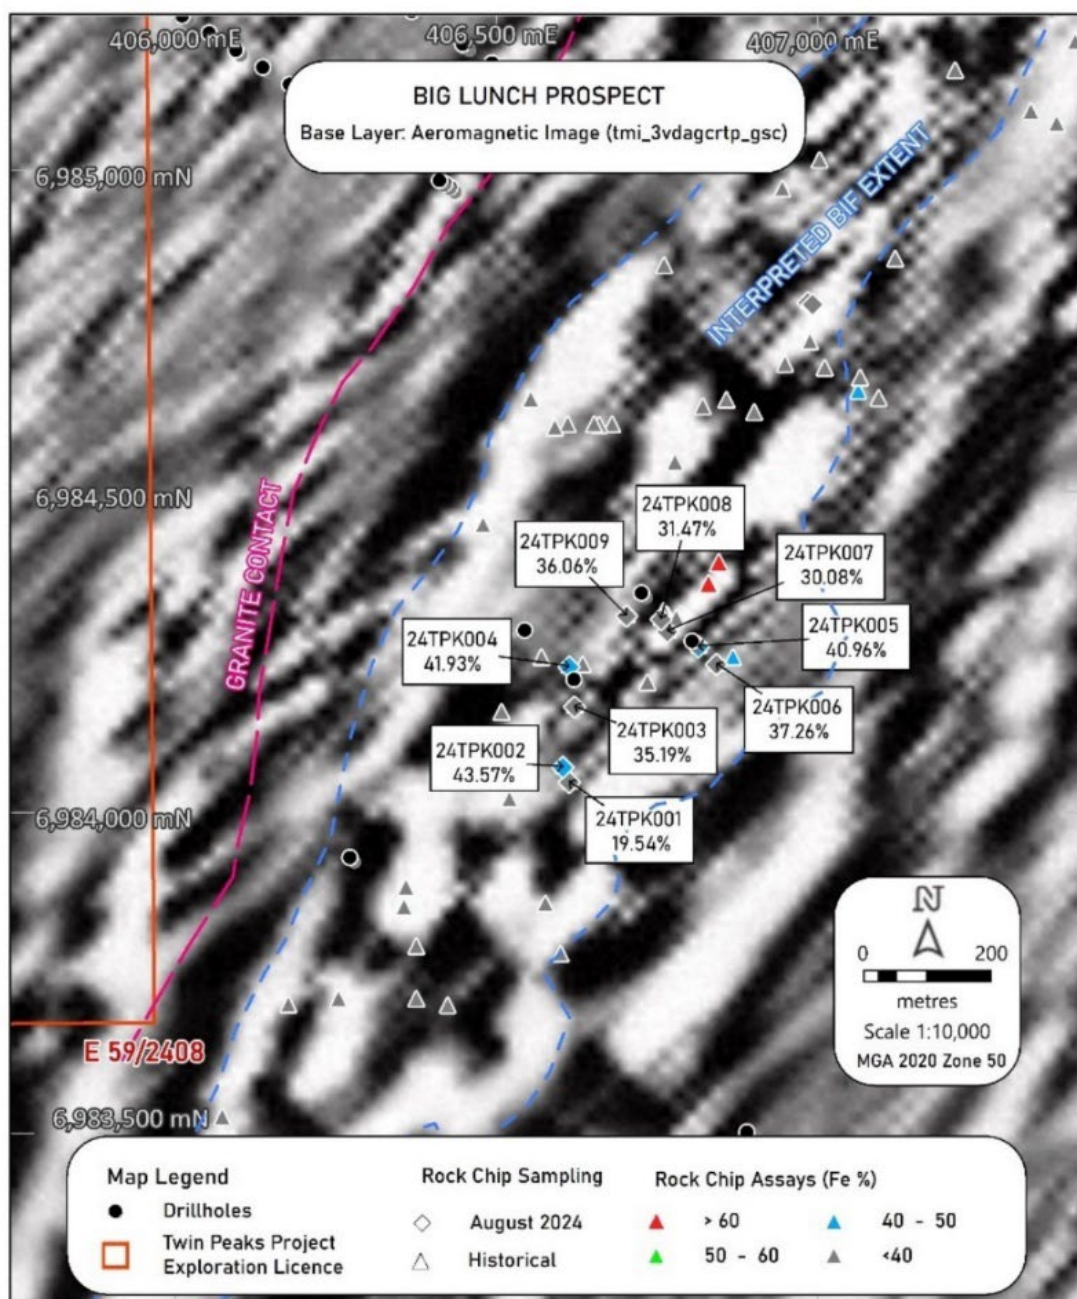 406,000 mE
406,500 mE
407,000 mE
BIG LUNCH PROSPECT
Base Layer: Aeromagnetic Image (tmi_3vdagcrtp_gsc)
6,985,000 mN
INTERPRETED BIF EXTENT
6,984,500 mN
GRANITE CONTACT
24TPK008
31.47%
24TPK009
36.06%
24TPK007
30.08%
24TPK005
40.96%
24TPK004
41.93%
24TPK006
37.26%
24TPK003
35.19%
24TPK002
43.57%
24TPK001
19.54%
6,984,000 mN
N
0 200
metres
Scale 1:10,000
MGA 2020 Zone 50
E 59/2408
6,983,500 mN
Map Legend
Drillholes
Twin Peaks Project
Exploration Licence
Rock Chip Sampling
August 2024
Historical
Rock Chip Assays (Fe %)
> 60
50 - 60
40 - 50
<40